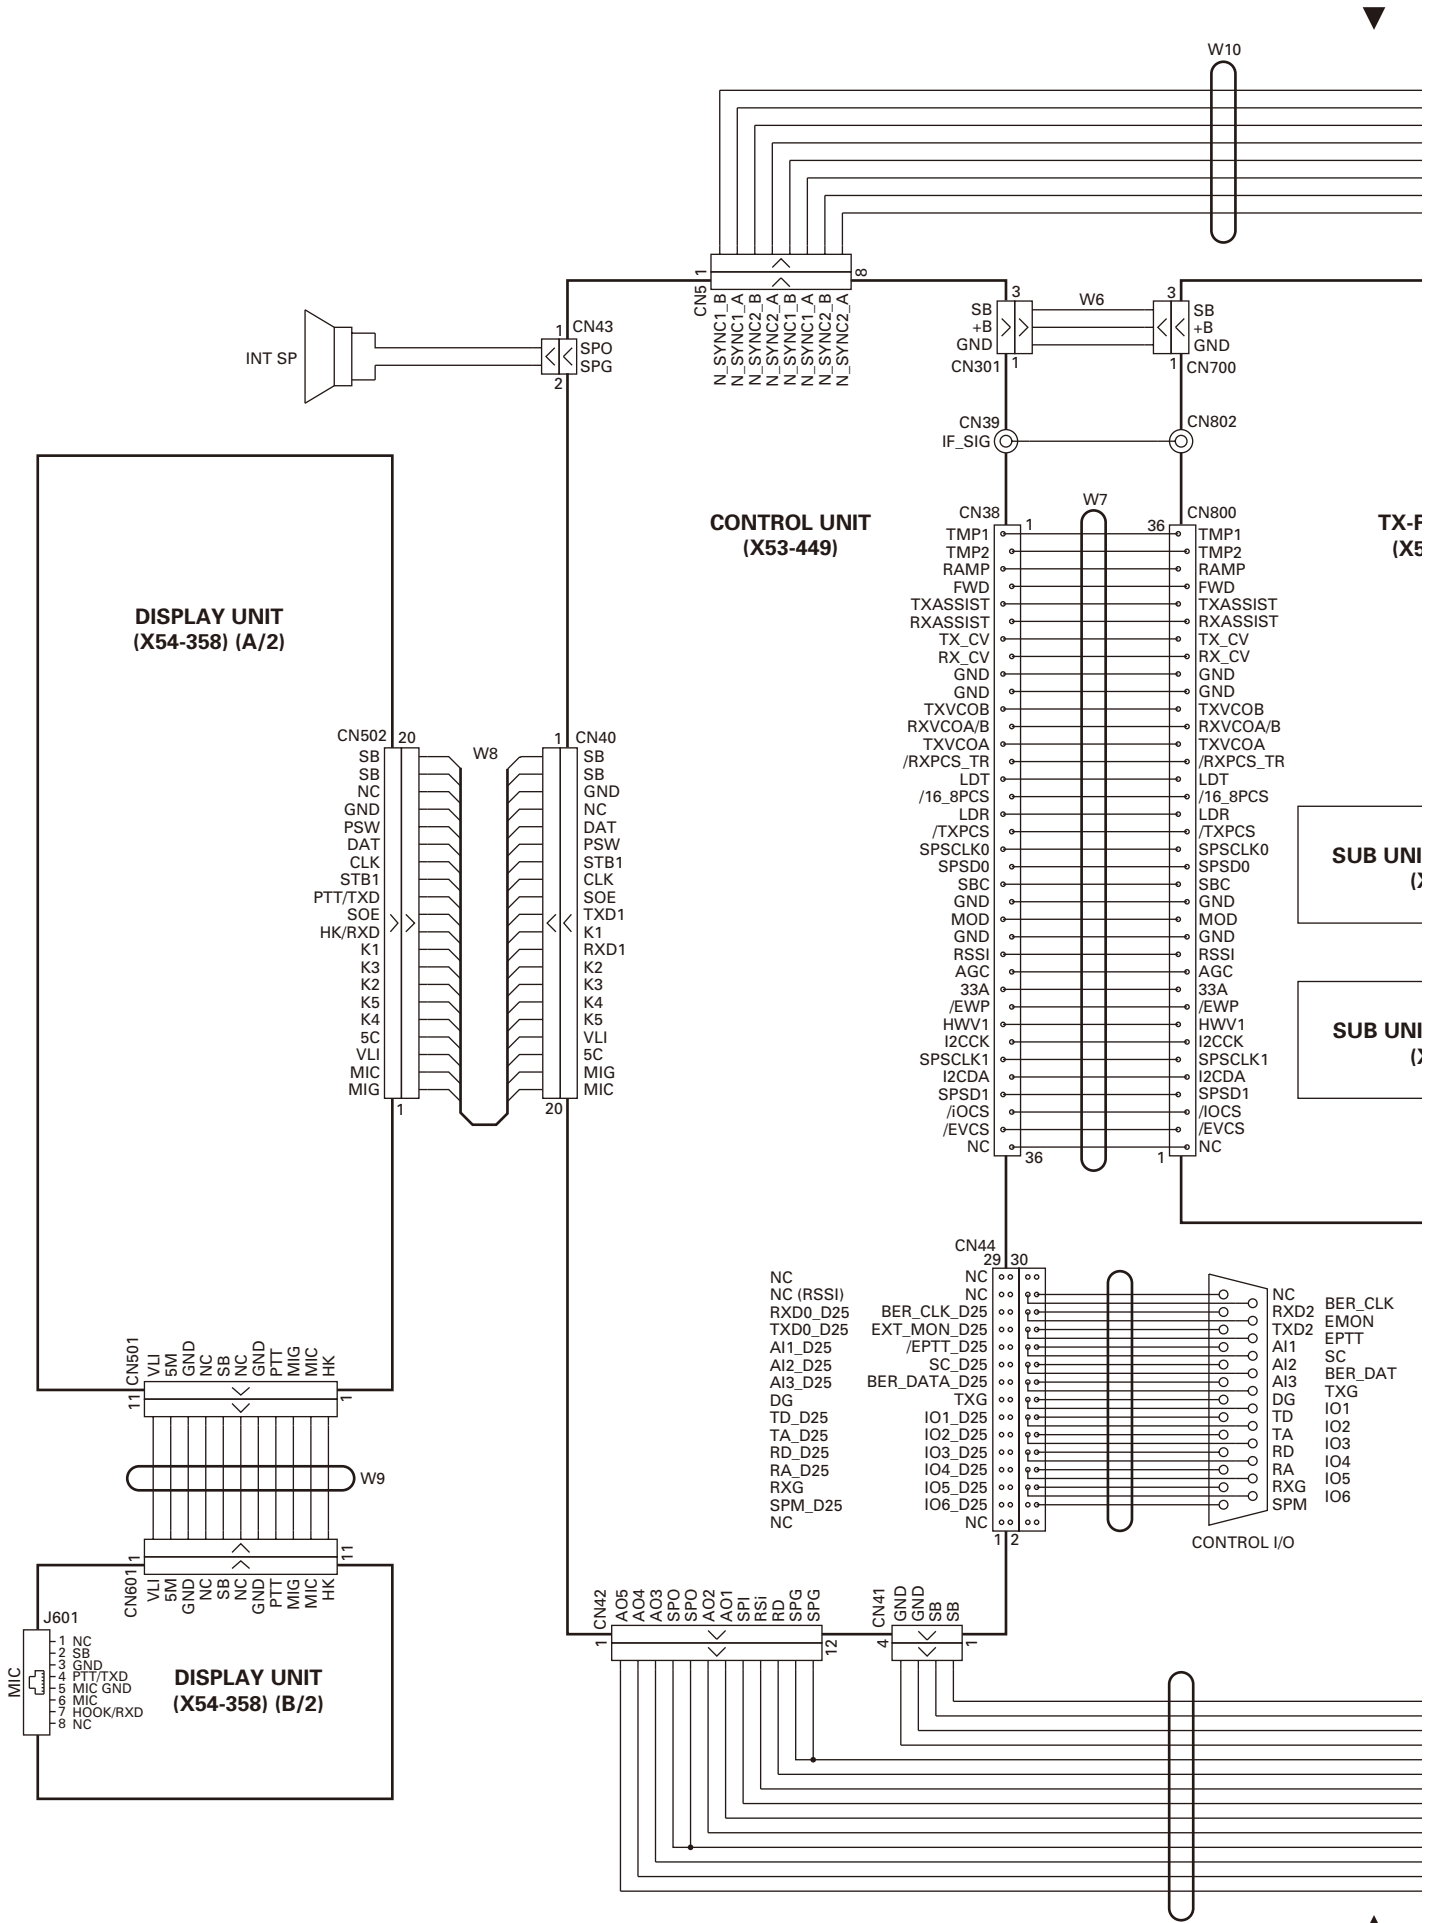 W10
1
8
CN5
N_SYNC1_B
N_SYNC1_A
N_SYNC2_B
N_SYNC2_A
N_SYNC1_B
N_SYNC1_A
N_SYNC2_B
N_SYNC2_A
INT SP
1
CN43
SPO
SPG
2
3
SB
+B
GND
CN301
1
W6
3
SB
+B
GND
1
CN700
CN39
IF_SIG
CN802
CONTROL UNIT
(X53-449)
TX-F
(X5
DISPLAY UNIT
(X54-358) (A/2)
CN38
1
W7
36
CN800
TMP1
TMP2
RAMP
FWD
TXASSIST
RXASSIST
TX_CV
RX_CV
GND
GND
TXVCOB
RXVCOA/B
TXVCOA
/RXPCS_TR
LDT
/16_8PCS
LDR
/TXPCS
SPSCLK0
SPSD0
SBC
GND
MOD
GND
RSSI
AGC
33A
/EWP
HWV1
I2CCK
SPSCLK1
I2CDA
SPSD1
/iOCS
/EVCS
NC
36
TMP1
TMP2
RAMP
FWD
TXASSIST
RXASSIST
TX_CV
RX_CV
GND
GND
TXVCOB
RXVCOA/B
TXVCOA
/RXPCS_TR
LDT
/16_8PCS
LDR
/TXPCS
SPSCLK0
SPSD0
SBC
GND
MOD
GND
RSSI
AGC
33A
/EWP
HWV1
I2CCK
SPSCLK1
I2CDA
SPSD1
/IOCS
/EVCS
NC
1
SUB UNI
(X
SUB UNI
(X
CN502
20
SB
SB
NC
GND
PSW
DAT
CLK
STB1
PTT/TXD
SOE
HK/RXD
K1
K3
K2
K5
K4
5C
VLI
MIC
MIG
1
W8
1
CN40
SB
SB
GND
NC
DAT
PSW
STB1
CLK
SOE
TXD1
K1
RXD1
K2
K3
K4
K5
VLI
5C
MIG
MIC
20
CN44
29 30
NC
NC (RSSI)
RXD0_D25
TXD0_D25
AI1_D25
AI2_D25
AI3_D25
DG
TD_D25
TA_D25
RD_D25
RA_D25
RXG
SPM_D25
NC
NC
NC
BER_CLK_D25
EXT_MON_D25
/EPTT_D25
SC_D25
BER_DATA_D25
TXG
IO1_D25
IO2_D25
IO3_D25
IO4_D25
IO5_D25
IO6_D25
NC
1 2
NC
RXD2
TXD2
AI1
AI2
AI3
DG
TD
TA
RD
RA
RXG
SPM
BER_CLK
EMON
EPTT
SC
BER_DAT
TXG
IO1
IO2
IO3
IO4
IO5
IO6
CONTROL I/O
CN501
11
VLI
5M
GND
NC
SB
NC
GND
PTT
MIG
MIC
HK
1
W9
1
11
CN601
VLI
5M
GND
NC
SB
NC
GND
PTT
MIG
MIC
HK
J601
MIC
1 NC
2 SB
3 GND
4 PTT/TXD
5 MIC GND
6 MIC
7 HOOK/RXD
8 NC
DISPLAY UNIT
(X54-358) (B/2)
CN42
1
AO5
AO4
AO3
SPO
SPO
AO2
AO1
SPI
RSi
RD
SPG
SPG
12
CN41
4
GND
GND
SB
SB
1